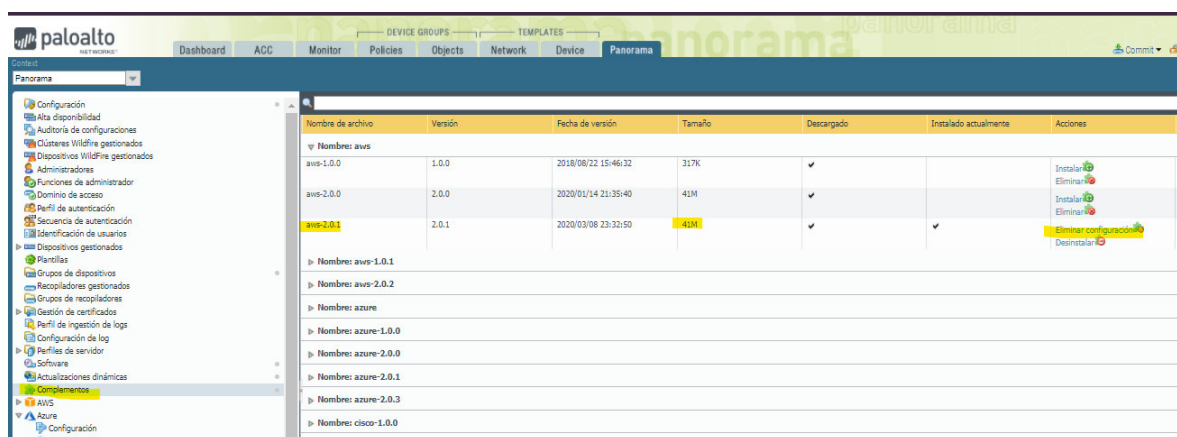 paloalto
NETWORKS
DEVICE GROUPS
TEMPLATES
Dashboard ACC Monitor Policies Objects Network Device Panorama
Commit
Context
Panorama
Configuración
Alta disponibilidad
Auditoría de configuraciones
Clústeres Wildfire gestionados
Dispositivos WildFire gestionados
Administradores
Funciones de administrador
Dominio de acceso
Perfil de autenticación
Secuencia de autenticación
Identificación de usuarios
Dispositivos gestionados
Plantillas
Grupos de dispositivos
Recopiladores gestionados
Grupos de recopiladores
Gestión de certificados
Perfil de ingestión de logs
Configuración de log
Perfiles de servidor
Software
Actualizaciones dinámicas
Complementos
AWS
Azure
Configuración
Nombre de archivo Versión Fecha de versión Tamaño Descargado Instalado actualmente Acciones
Nombre: aws
aws-1.0.0 1.0.0 2018/08/22 15:46:32 317K Instalar
Eliminar
aws-2.0.0 2.0.0 2020/01/14 21:35:40 41M Instalar
Eliminar
aws-2.0.1 2.0.1 2020/03/08 23:32:50 41M Eliminar configuración
Desinstalar
Nombre: aws-1.0.1
Nombre: aws-2.0.2
Nombre: azure
Nombre: azure-1.0.0
Nombre: azure-2.0.0
Nombre: azure-2.0.1
Nombre: azure-2.0.3
Nombre: cisco-1.0.0